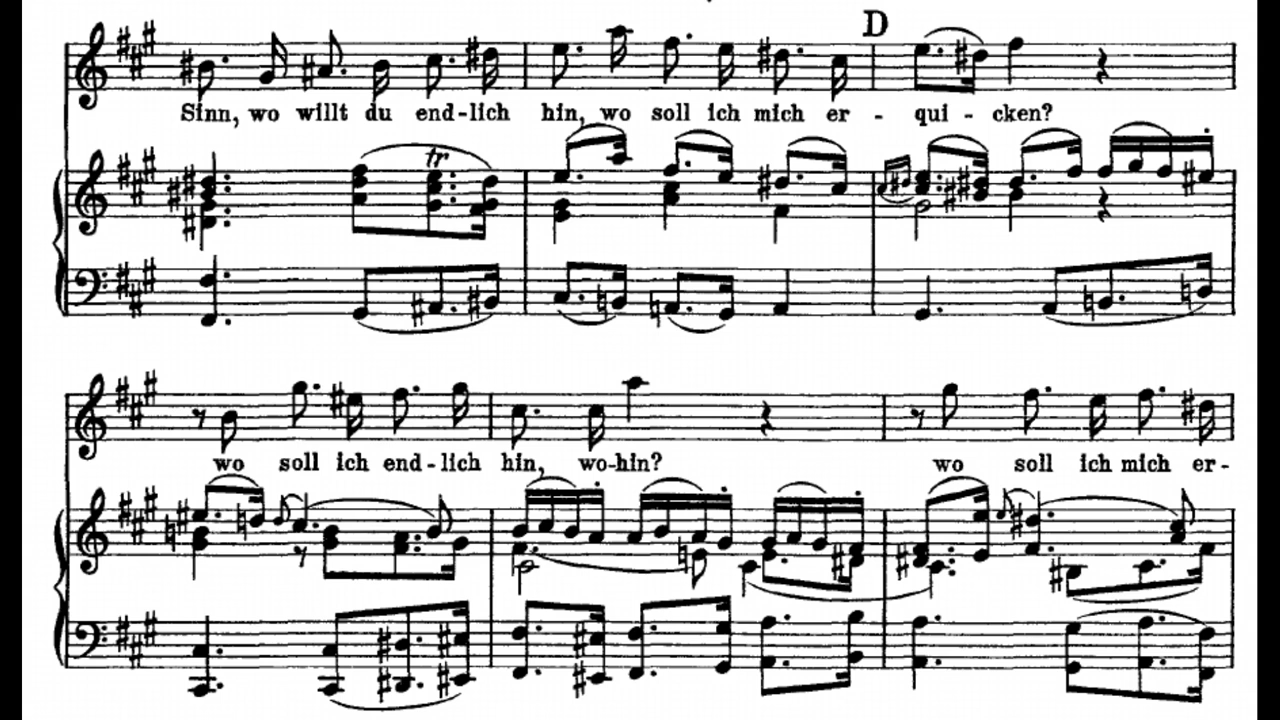 D
Sinn, wo willt du end-lich hin, wo soll ich mich er - qui - cken?
tr
wo soll ich end-lich hin, wo-hin? wo soll ich mich er-